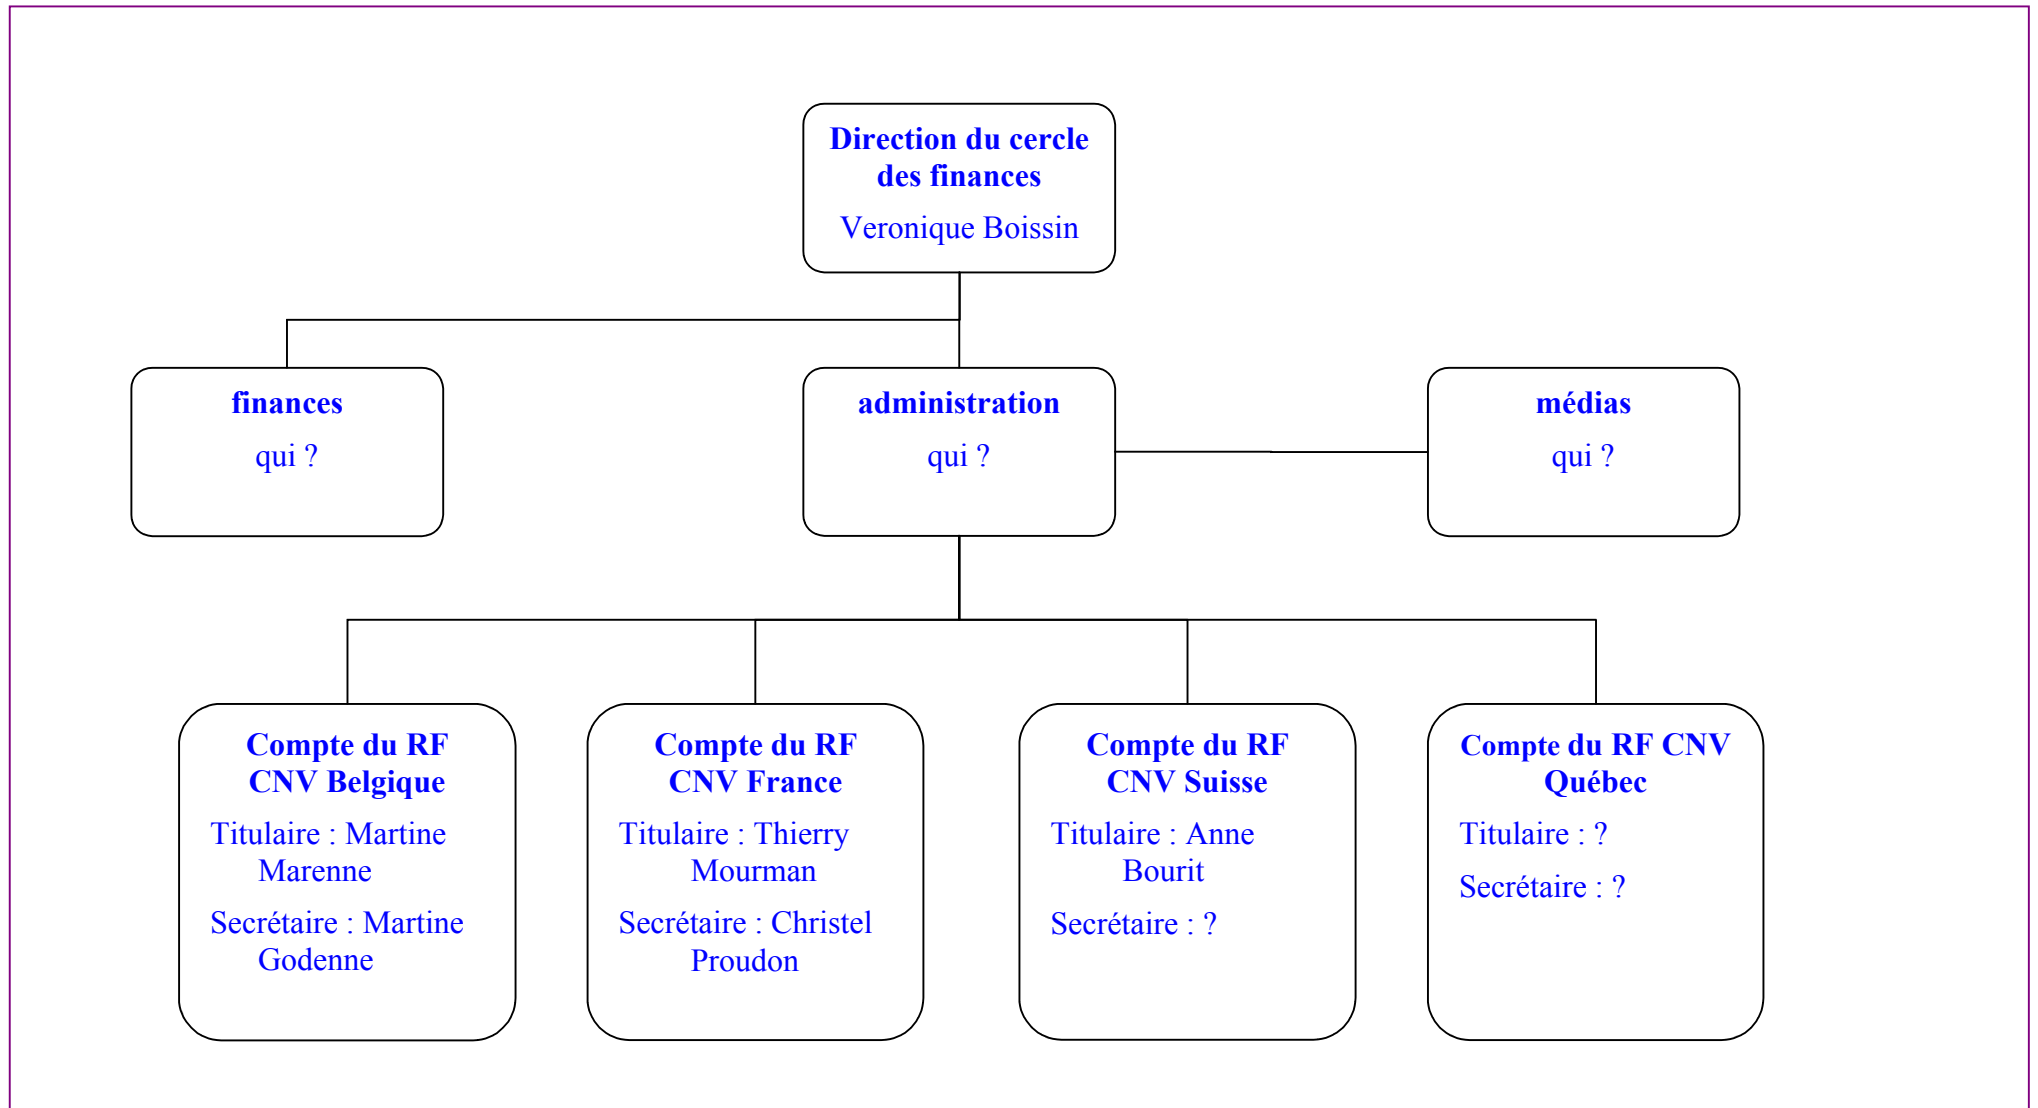 Direction du cercle
des finances
Veronique Boissin
finances
qui ?
administration
qui ?
médias
qui ?
Compte du RF
CNV Belgique
Titulaire : Martine
Marenne
Secrétaire : Martine
Godenne
Compte du RF
CNV France
Titulaire : Thierry
Mourman
Secrétaire : Christel
Proudon
Compte du RF
CNV Suisse
Titulaire : Anne
Bourit
Secrétaire : ?
Compte du RF CNV
Québec
Titulaire : ?
Secrétaire : ?